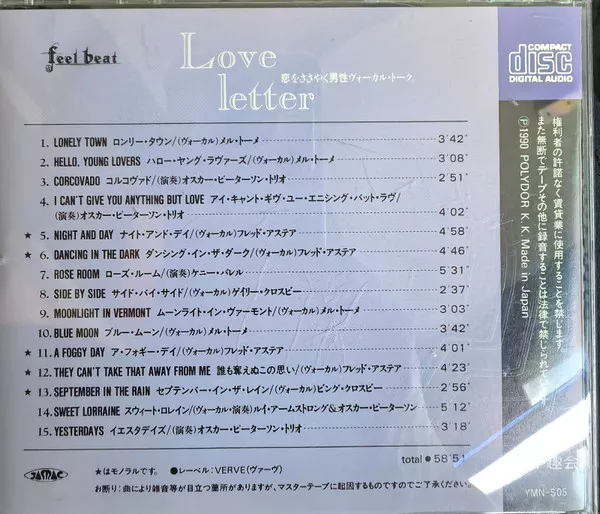 feel beat
Love
letter
恋をささやく男性ヴォーカル・トーク
COMPACT
disc
DIGITAL AUDIO
1. LONELY TOWN ロンリー・タウン/(ヴォーカル)メル・トーメ 3'42"
2. HELLO, YOUNG LOVERS ハロー・ヤング・ラヴァーズ/(ヴォーカル)メル・トーメ 3'08"
3. CORCOVADO コルコヴァド/(演奏)オスカー・ピーターソン・トリオ 2'51"
4. I CAN'T GIVE YOU ANYTHING BUT LOVE アイ・キャント・ギヴ・ユー・エニシング・バット・ラヴ/
(演奏)オスカー・ピーターソン・トリオ 4'02"
★ 5. NIGHT AND DAY ナイト・アンド・デイ/(ヴォーカル)フレッド・アステア 4'58"
★ 6. DANCING IN THE DARK ダンシング・イン・ザ・ダーク/(ヴォーカル)フレッド・アステア 4'46"
7. ROSE ROOM ローズ・ルーム/(演奏)ケニー・バレル 5'31"
8. SIDE BY SIDE サイド・バイ・サイド/(ヴォーカル)ゲイリー・クロスビー 2'37"
9. MOONLIGHT IN VERMONT ムーンライト・イン・ヴァーモント/(ヴォーカル)メル・トーメ 3'03"
10. BLUE MOON ブルー・ムーン/(ヴォーカル)メル・トーメ 3'42"
★ 11. A FOGGY DAY ア・フォギー・デイ/(ヴォーカル)フレッド・アステア 4'01"
★ 12. THEY CAN'T TAKE THAT AWAY FROM ME 誰も奪えぬこの思い/(ヴォーカル)フレッド・アステア 4'23"
★ 13. SEPTEMBER IN THE RAIN セプテンバー・イン・ザ・レイン/(ヴォーカル)ビング・クロスビー 2'56"
14. SWEET LORRAINE スウィート・ロレイン/(ヴォーカル・演奏)ルイ・アームストロング&オスカー・ピーターソン 5'12"
15. YESTERDAYS イエスタデイズ/(演奏)オスカー・ピーターソン・トリオ 3'18"
total ● 58'51
JASRAC
★はモノラルです。 ●レーベル:VERVE(ヴァーヴ)
お断り:曲により雑音等が目立つ個所がありますが、マスターテープに起因するものですのでご了承ください。
権利者の許諾なく賃貸業に使用することを禁じます。
また無断でテープその他に録音することは法律で禁じられて
Ⓟ 1990 POLYDOR K.K. Made in Japan
趣会
YMN-505